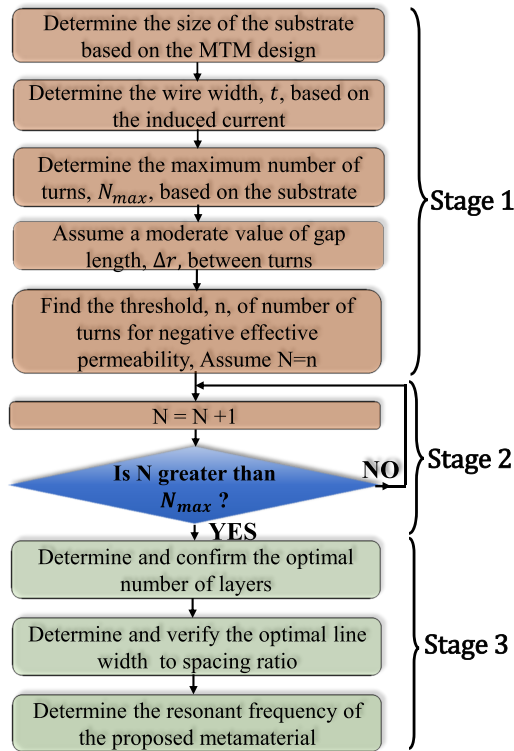 Determine the size of the substrate
based on the MTM design
Determine the wire width, t, based on
the induced current
Determine the maximum number of
turns, N_max, based on the substrate
Assume a moderate value of gap
length, Δr, between turns
Find the threshold, n, of number of
turns for negative effective
permeability, Assume N=n
Stage 1
N = N +1
Is N greater than
N_max ?
NO
YES
Stage 2
Determine and confirm the optimal
number of layers
Determine and verify the optimal line
width to spacing ratio
Determine the resonant frequency of
the proposed metamaterial
Stage 3